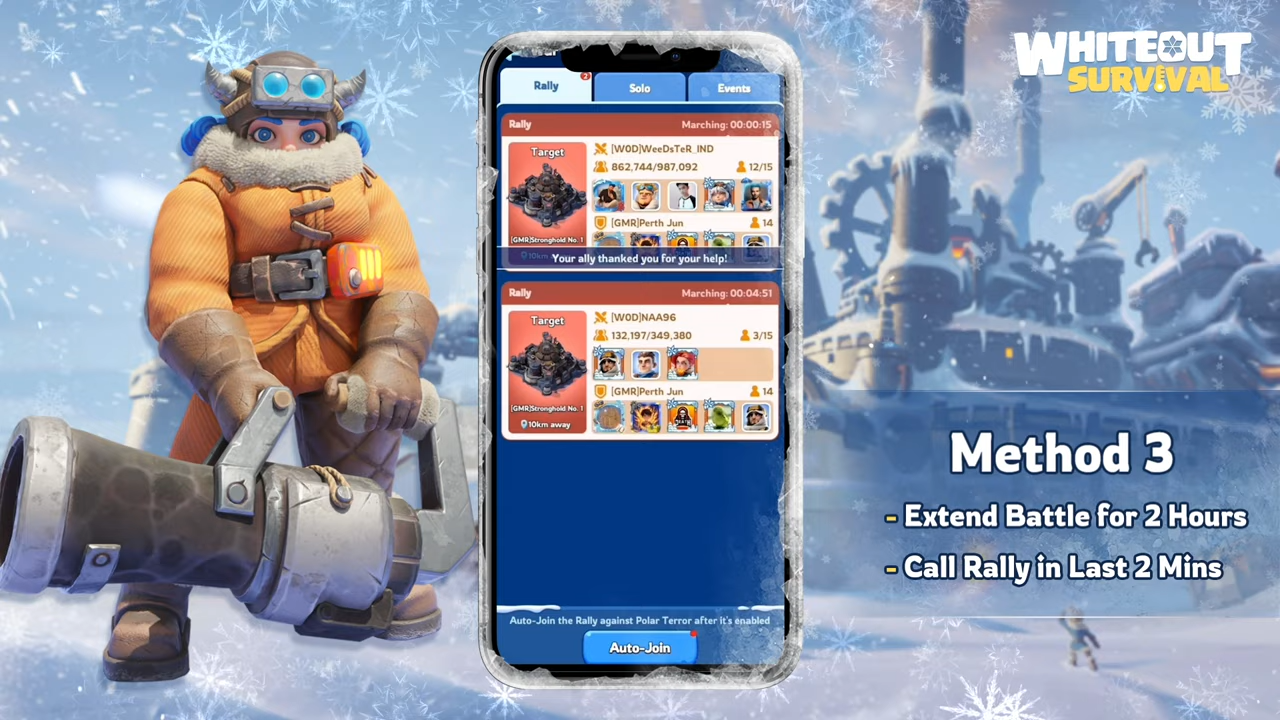 WHITEOUT
SURVIVAL
Rally
2
Solo
Events
Rally
Marching: 00:00:15
Target
[W0D]WeeDsTeR_IND
862,744/987,092
12/15
[GMR]Perth Jun
14
[GMR]Stronghold No. 1
10km
Your ally thanked you for your help!
Rally
Marching: 00:04:51
Target
[W0D]NAA96
132,197/349,380
3/15
[GMR]Perth Jun
14
[GMR]Stronghold No. 1
10km away
Auto-Join the Rally against Polar Terror after it's enabled
Auto-Join
Method 3
- Extend Battle for 2 Hours
- Call Rally in Last 2 Mins